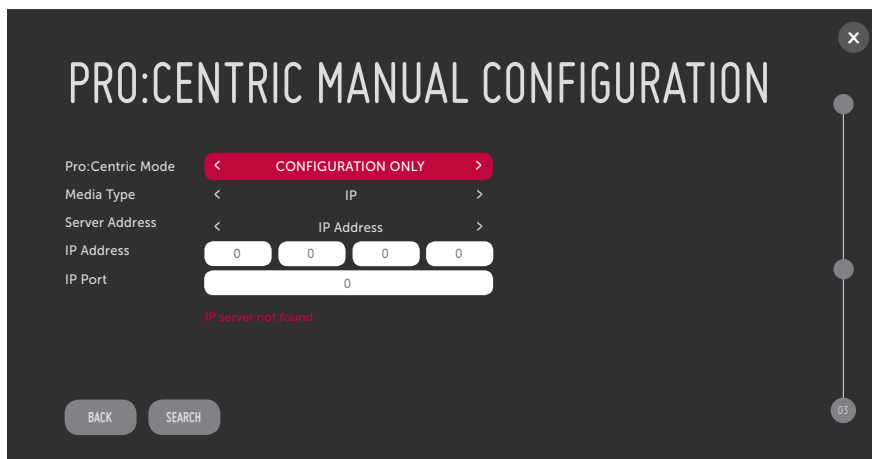 X
PRO:CENTRIC MANUAL CONFIGURATION
Pro:Centric Mode < CONFIGURATION ONLY >
Media Type < IP >
Server Address < IP Address >
IP Address 0 0 0 0
IP Port 0
IP server not found
BACK SEARCH
03